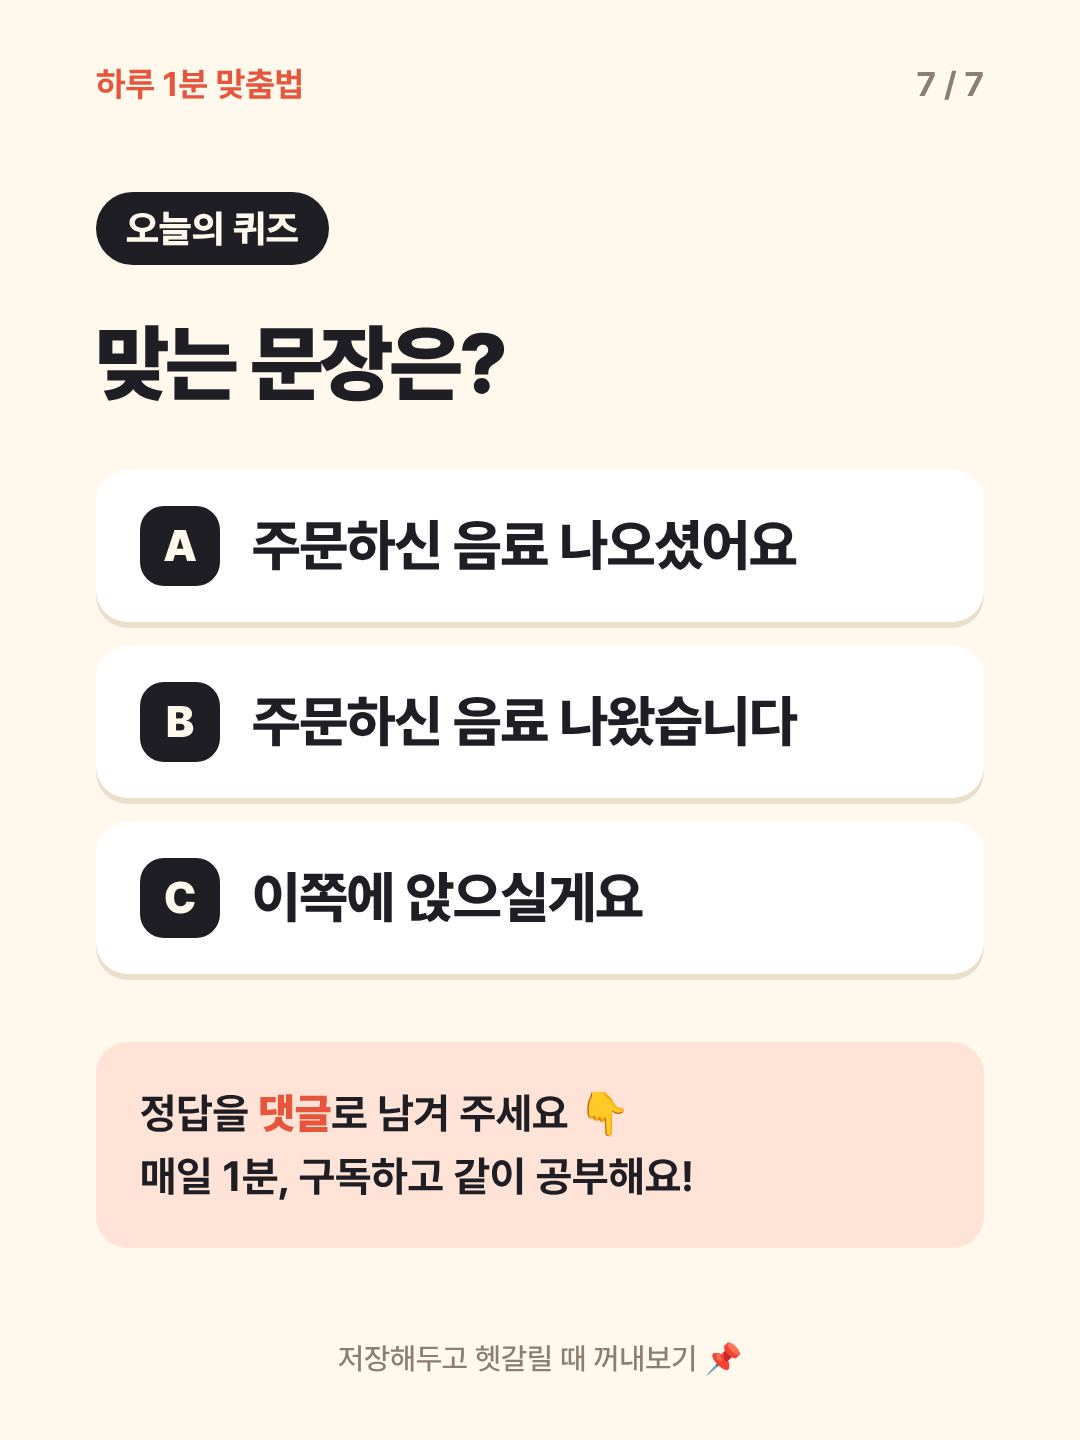 하루 1분 맞춤법
7 / 7
오늘의 퀴즈
맞는 문장은?
A 주문하신 음료 나오셨어요
B 주문하신 음료 나왔습니다
C 이쪽에 앉으실게요
정답을 댓글로 남겨 주세요 👇
매일 1분, 구독하고 같이 공부해요!
저장해두고 헷갈릴 때 꺼내보기 📌